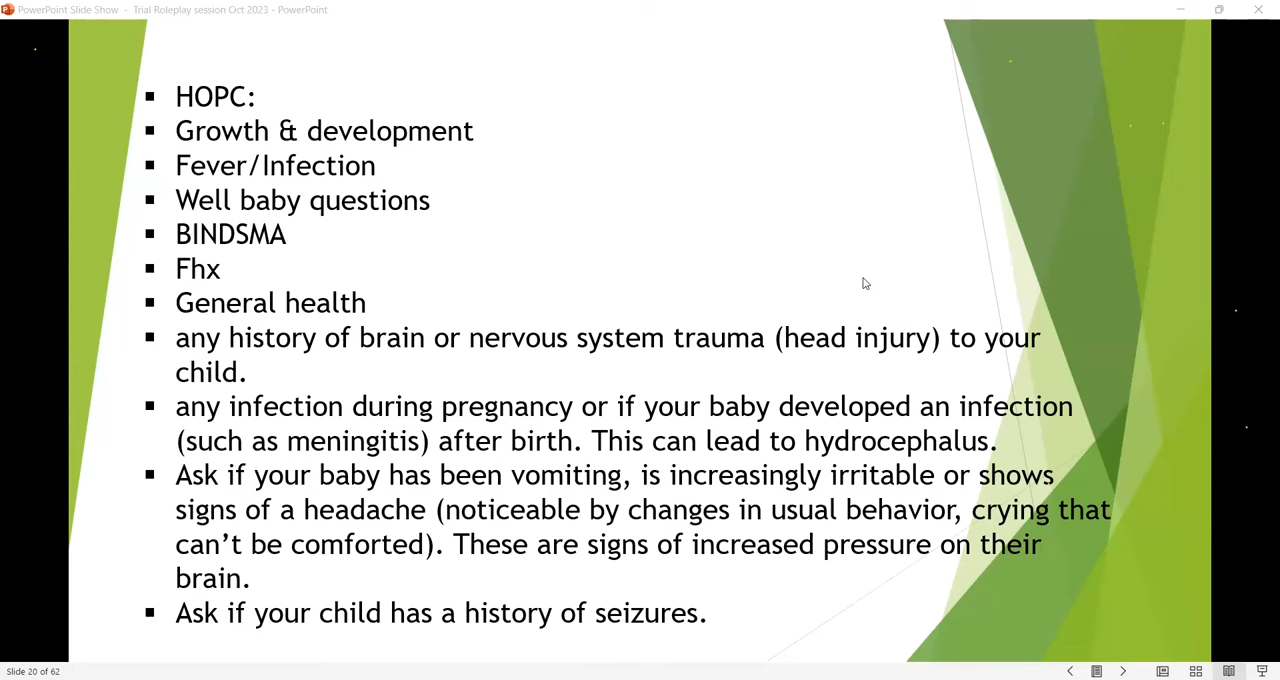 PowerPoint Slide Show - Trial Roleplay session Oct 2023 - PowerPoint
▪ HOPC:
▪ Growth & development
▪ Fever/Infection
▪ Well baby questions
▪ BINDSMA
▪ Fhx
▪ General health
▪ any history of brain or nervous system trauma (head injury) to your
child.
▪ any infection during pregnancy or if your baby developed an infection
(such as meningitis) after birth. This can lead to hydrocephalus.
▪ Ask if your baby has been vomiting, is increasingly irritable or shows
signs of a headache (noticeable by changes in usual behavior, crying that
can’t be comforted). These are signs of increased pressure on their
brain.
▪ Ask if your child has a history of seizures.
Slide 20 of 62